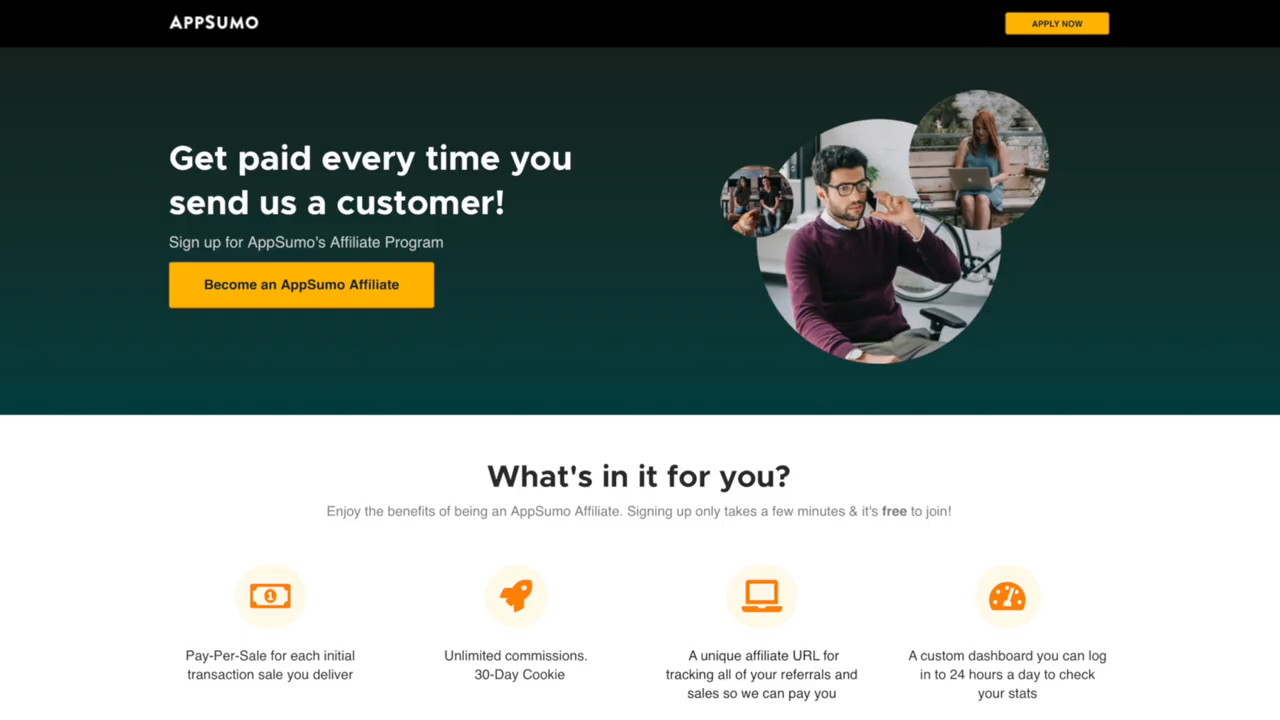 APPSUMO
APPLY NOW
Get paid every time you
send us a customer!
Sign up for AppSumo's Affiliate Program
Become an AppSumo Affiliate
What's in it for you?
Enjoy the benefits of being an AppSumo Affiliate. Signing up only takes a few minutes & it's free to join!
Pay-Per-Sale for each initial
transaction sale you deliver
Unlimited commissions.
30-Day Cookie
A unique affiliate URL for
tracking all of your referrals and
sales so we can pay you
A custom dashboard you can log
in to 24 hours a day to check
your stats